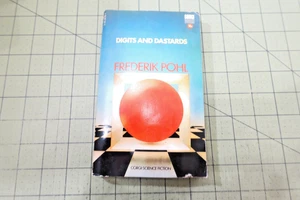 DIGITS AND DASTARDS
FREDERIK POHL
CORGI SCIENCE FICTION